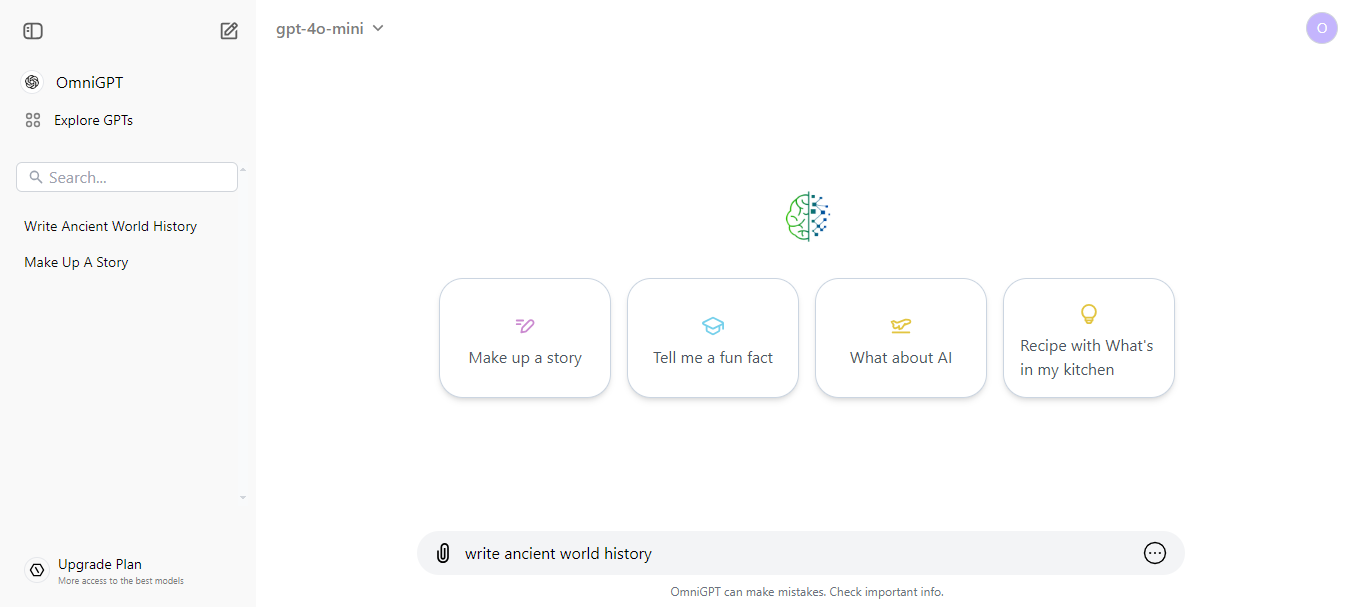 gpt-4o-mini
O
OmniGPT
Explore GPTs
Search...
Write Ancient World History
Make Up A Story
Make up a story
Tell me a fun fact
What about AI
Recipe with What's
in my kitchen
write ancient world history
OmniGPT can make mistakes. Check important info.
Upgrade Plan
More access to the best models